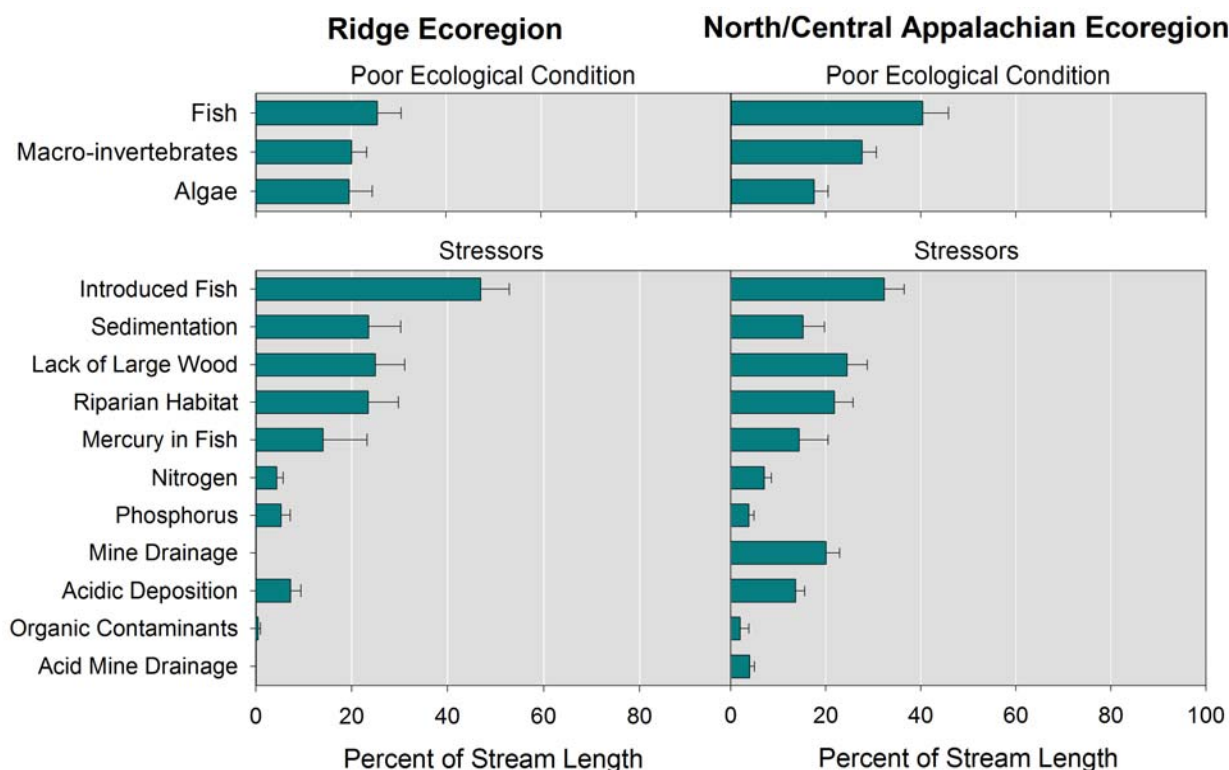 Ridge Ecoregion
North/Central Appalachian Ecoregion
Poor Ecological Condition
Poor Ecological Condition
Fish
Macro-invertebrates
Algae
Stressors
Stressors
Introduced Fish
Sedimentation
Lack of Large Wood
Riparian Habitat
Mercury in Fish
Nitrogen
Phosphorus
Mine Drainage
Acidic Deposition
Organic Contaminants
Acid Mine Drainage
0 20 40 60 80
0 20 40 60 80 100
Percent of Stream Length
Percent of Stream Length